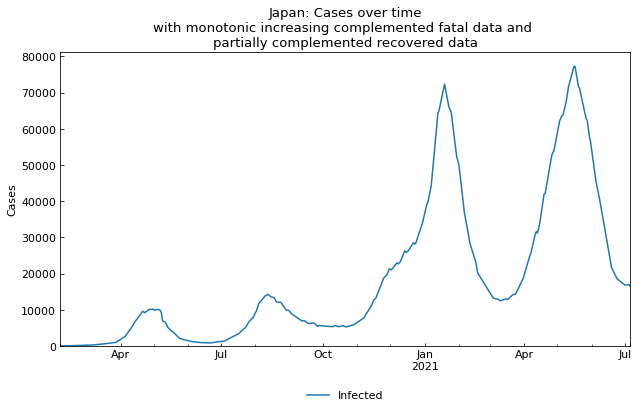 Japan: Cases over time
with monotonic increasing complemented fatal data and
partially complemented recovered data
80000
70000
60000
50000
40000
30000
20000
10000
0
Cases
Apr
Jul
Oct
Jan
2021
Apr
Jul
Infected